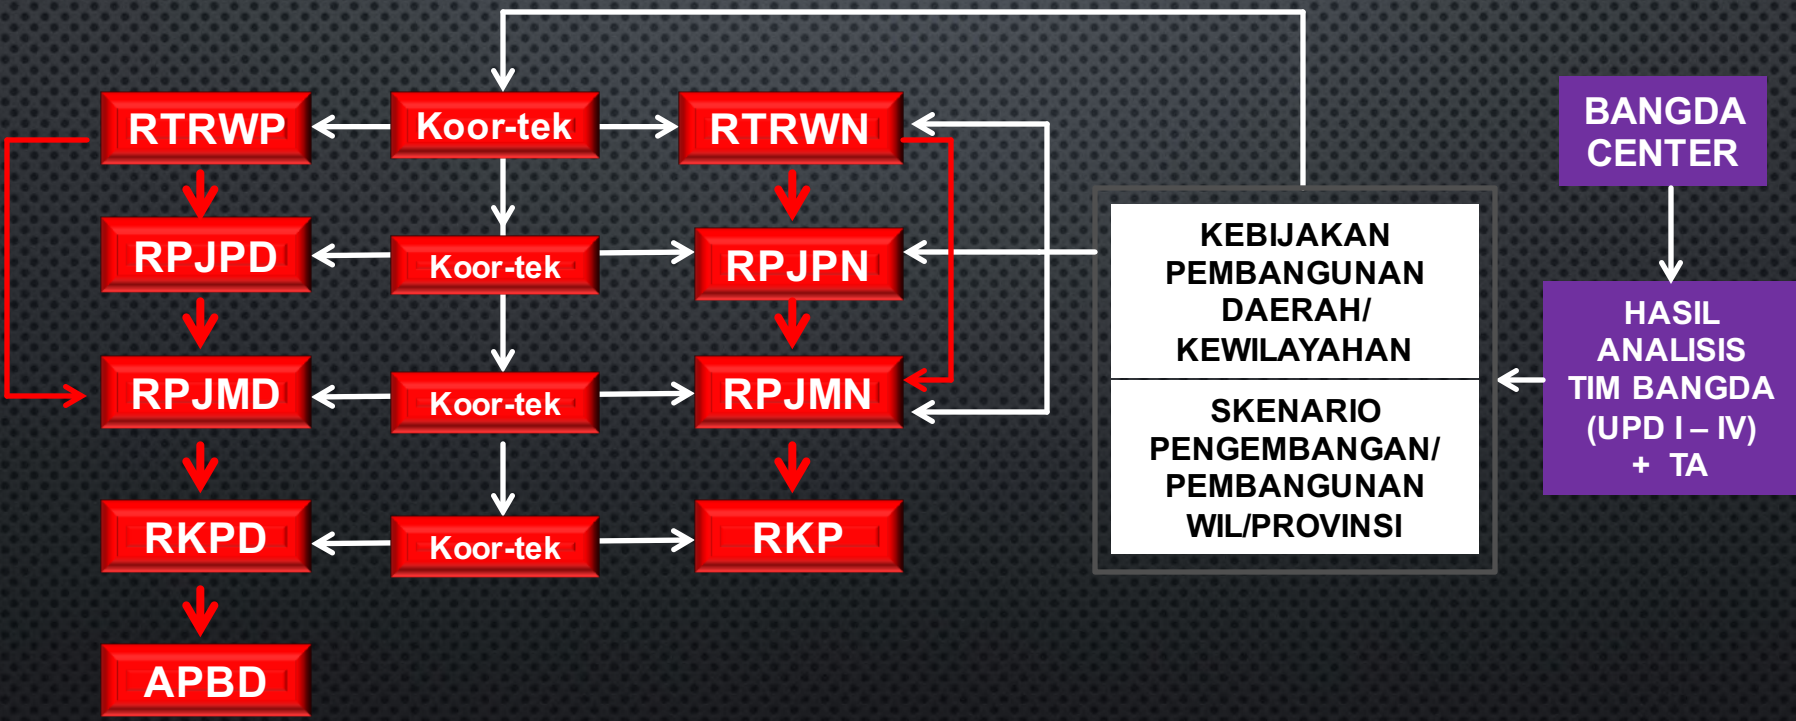 RTRWP
Koor-tek
RTRWN
RPJPD
Koor-tek
RPJPN
RPJMD
Koor-tek
RPJMN
RKPD
Koor-tek
RKP
APBD
KEBIJAKAN
PEMBANGUNAN
DAERAH/
KEWILAYAHAN
SKENARIO
PENGEMBANGAN/
PEMBANGUNAN
WIL/PROVINSI
BANGDA
CENTER
HASIL
ANALISIS
TIM BANGDA
(UPD I – IV)
+ TA